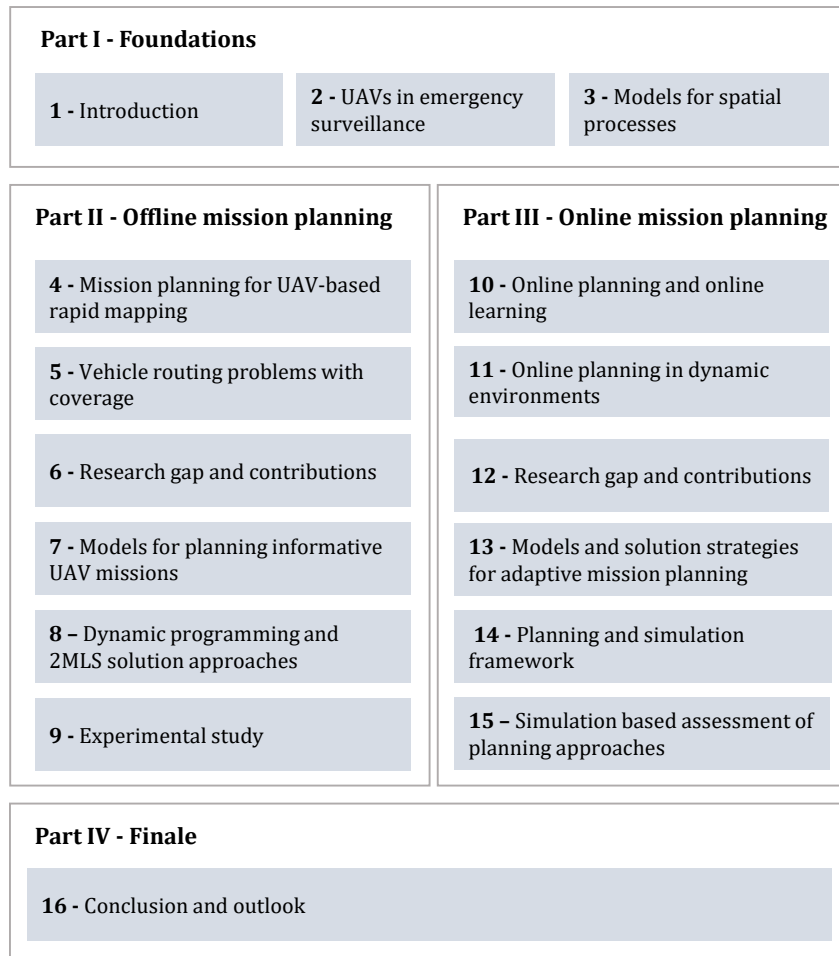 Part I - Foundations
1 - Introduction
2 - UAVs in emergency
surveillance
3 - Models for spatial
processes
Part II - Offline mission planning
4 - Mission planning for UAV-based
rapid mapping
5 - Vehicle routing problems with
coverage
6 - Research gap and contributions
7 - Models for planning informative
UAV missions
8 – Dynamic programming and
2MLS solution approaches
9 - Experimental study
Part III - Online mission planning
10 - Online planning and online
learning
11 - Online planning in dynamic
environments
12 - Research gap and contributions
13 - Models and solution strategies
for adaptive mission planning
14 - Planning and simulation
framework
15 – Simulation based assessment of
planning approaches
Part IV - Finale
16 - Conclusion and outlook